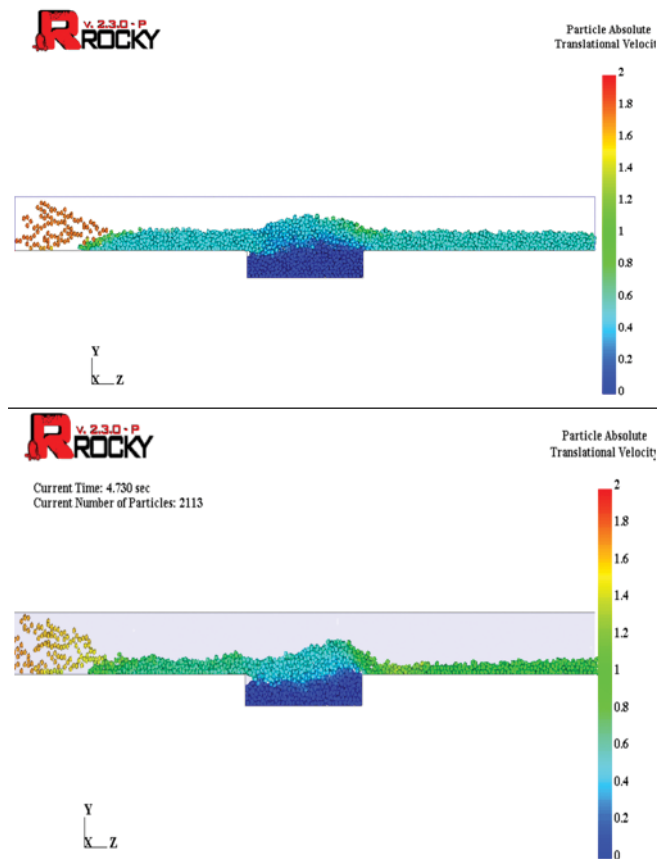 v. 2.3.0 - P
ROCKY
Particle Absolute
Translational Velocit
2
1.8
1.6
1.4
1.2
1
0.8
0.6
0.4
0.2
0
Y
X Z
v. 2.3.0 - P
ROCKY
Particle Absolute
Translational Velocity
Current Time: 4.730 sec
Current Number of Particles: 2113
2
1.8
1.6
1.4
1.2
1
0.8
0.6
0.4
0.2
0
Y
X Z